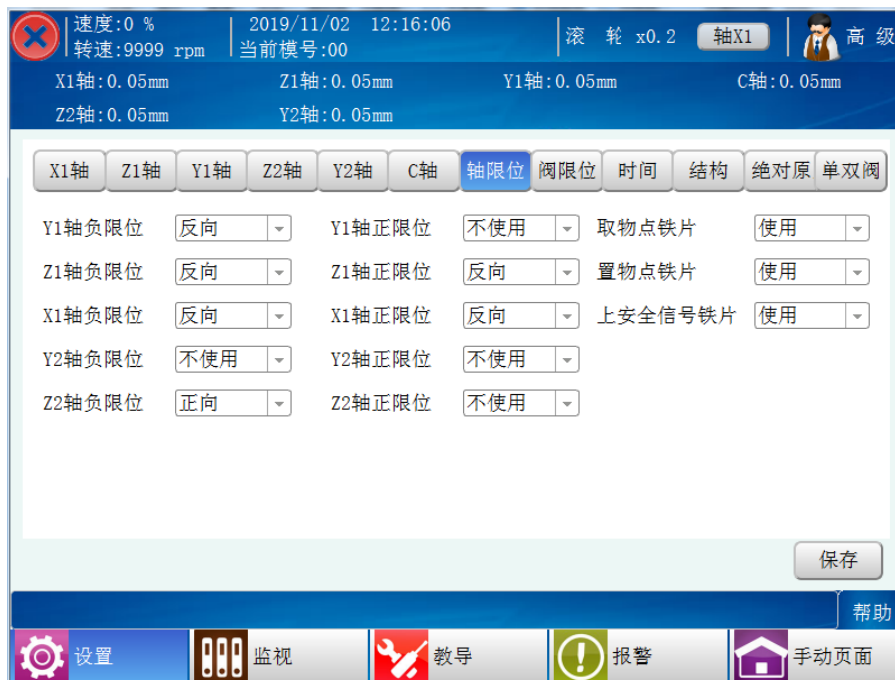 速度:0 % 2019/11/02 12:16:06 滚 轮 x0.2 轴X1 高 级
转速:9999 rpm 当前模号:00
X1轴:0.05mm Z1轴:0.05mm Y1轴:0.05mm C轴:0.05mm
Z2轴:0.05mm Y2轴:0.05mm
X1轴 Z1轴 Y1轴 Z2轴 Y2轴 C轴 轴限位 阀限位 时间 结构 绝对原 单双阀
Y1轴负限位 反向 Y1轴正限位 不使用 取物点铁片 使用
Z1轴负限位 反向 Z1轴正限位 反向 置物点铁片 使用
X1轴负限位 反向 X1轴正限位 反向 上安全信号铁片 使用
Y2轴负限位 不使用 Y2轴正限位 不使用
Z2轴负限位 正向 Z2轴正限位 不使用
保存
帮助
设置 监视 教导 报警 手动页面